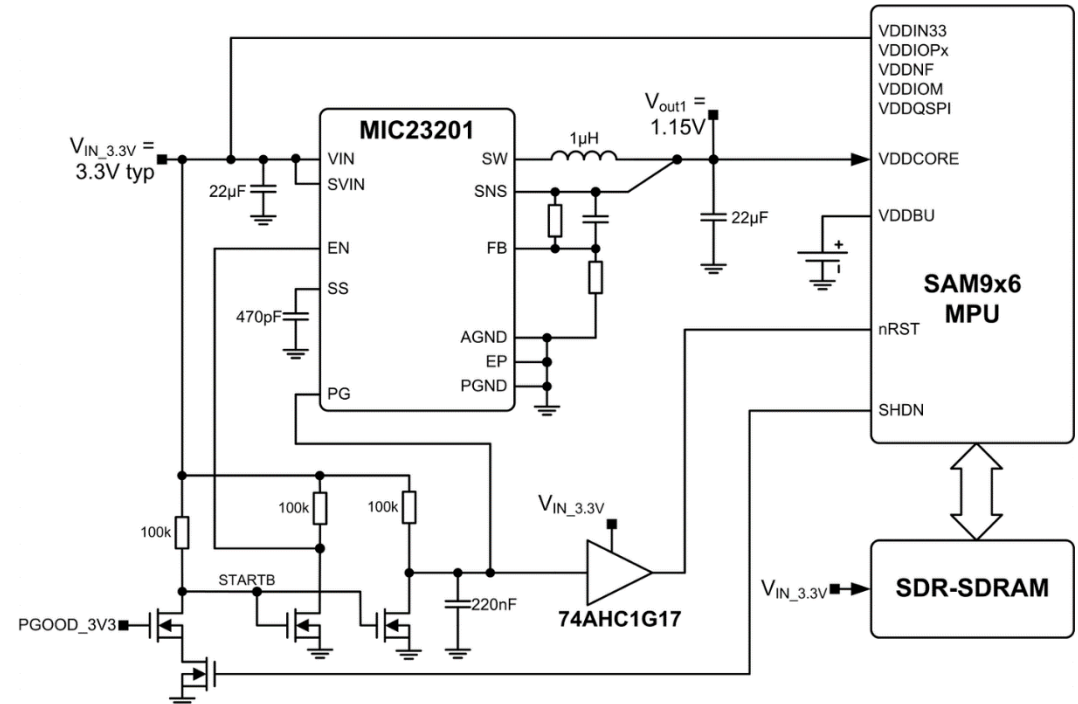 VDDIN33
VDDIOPx
VDDNF
VDDIOM
VDDQSPI
Vout1 =
1.15V
MIC23201
1µH
VIN_3.3V =
3.3V typ
VIN
SW
VDDCORE
SVIN
SNS
22µF
22µF
VDDBU
+
-
EN
FB
SAM9x6
MPU
SS
470pF
AGND
nRST
EP
PGND
PG
SHDN
VIN_3.3V
100k
100k
100k
STARTB
VIN_3.3V
SDR-SDRAM
220nF
74AHC1G17
PGOOD_3V3